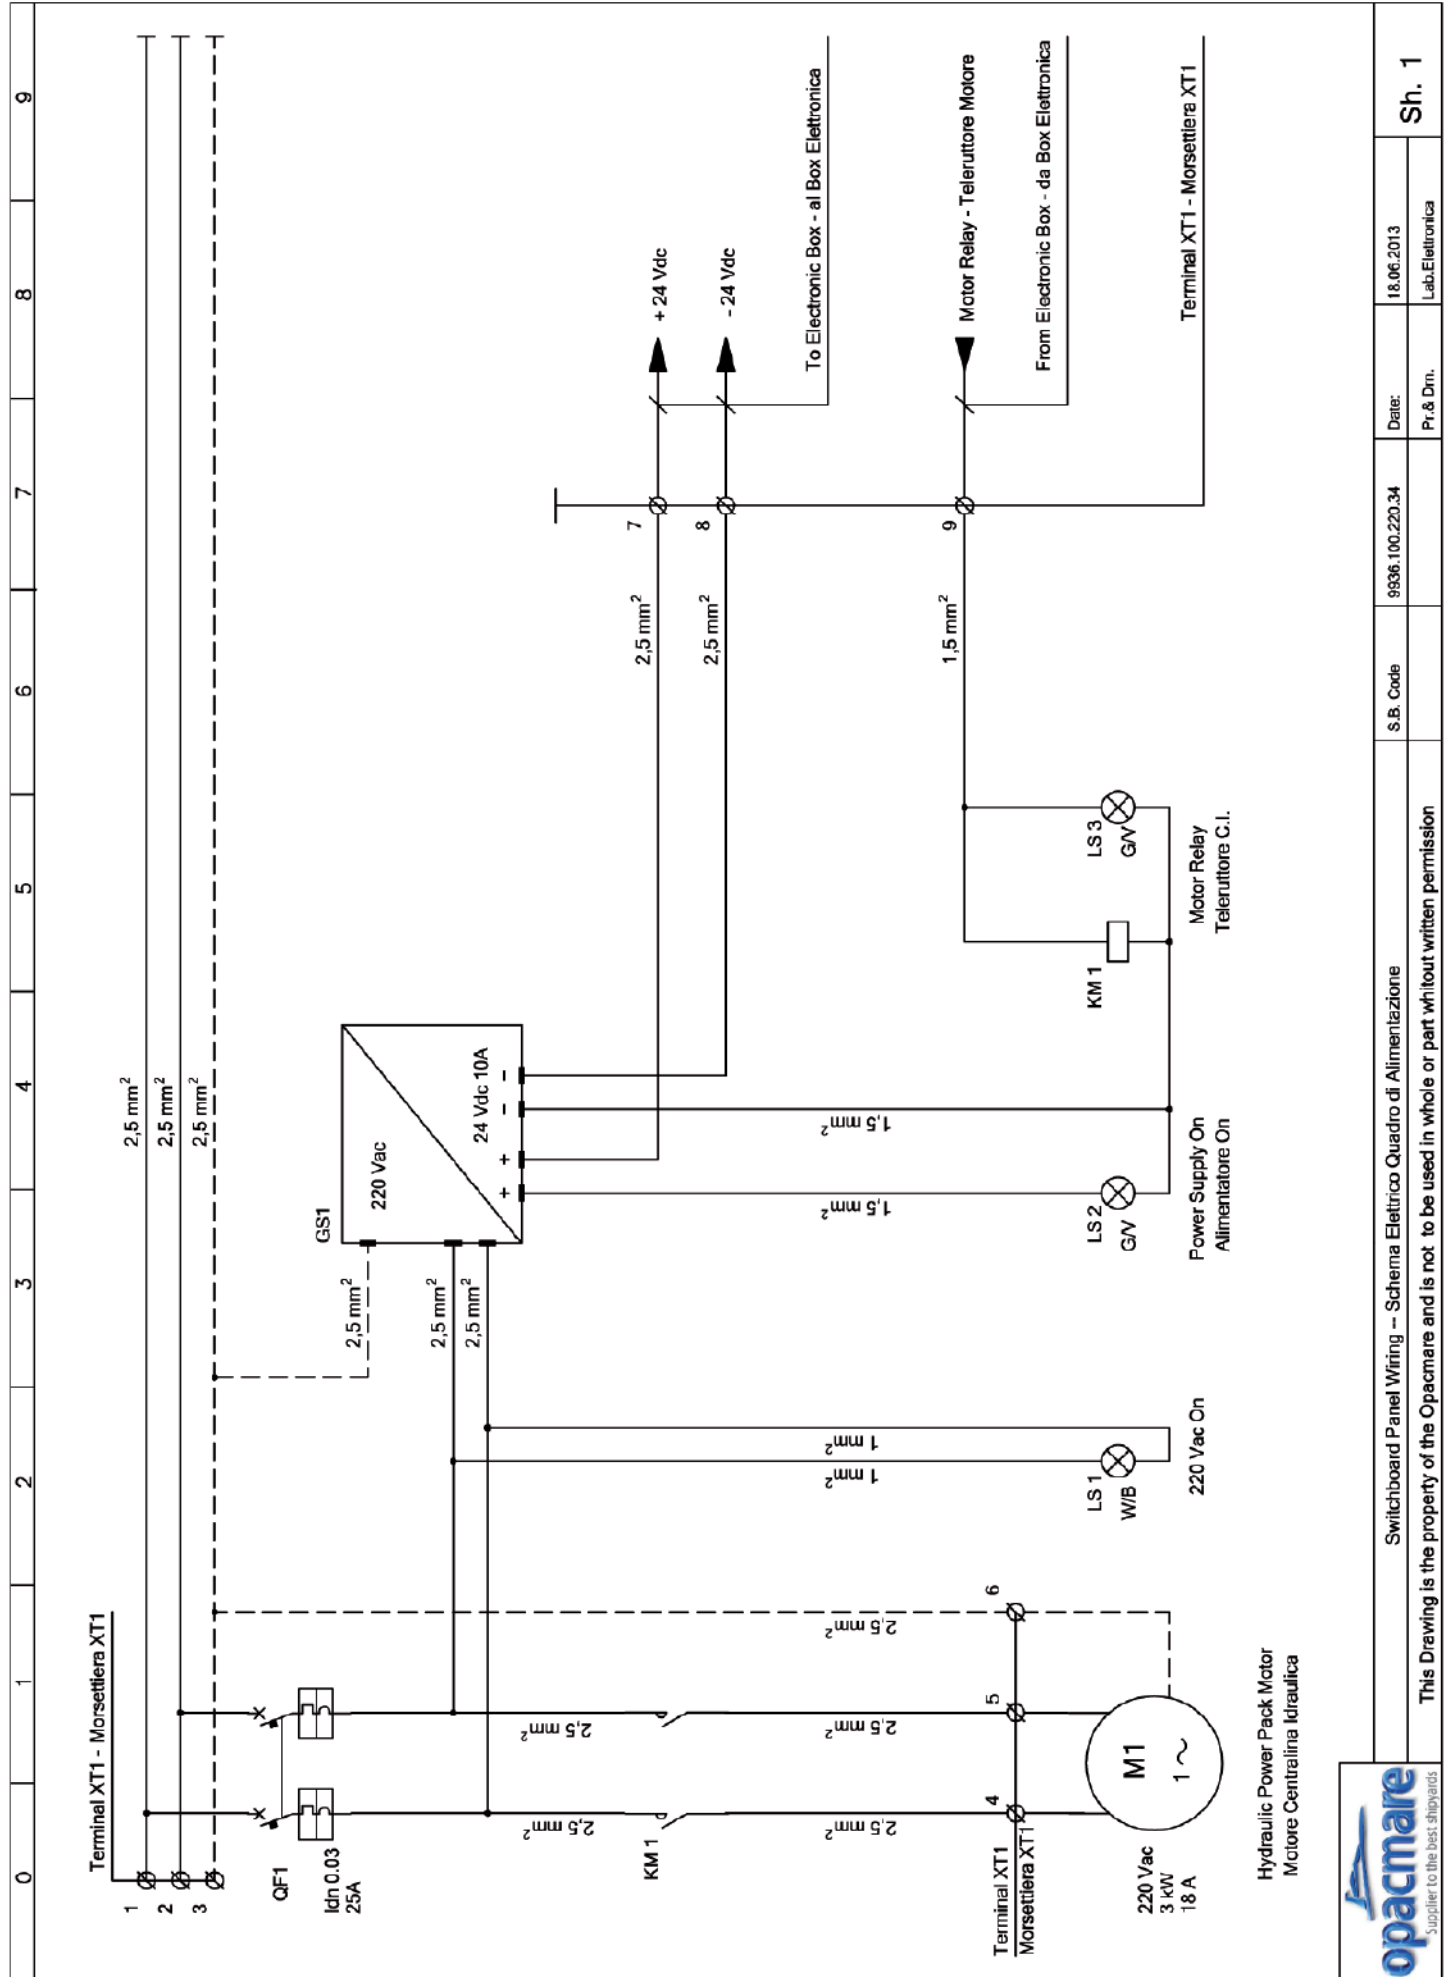 0 1 2 3 4 5 6 7 8 9
Terminal XT1 - Morsettiera XT1
1
2
3
2,5 mm²
2,5 mm²
2,5 mm²
QF1
Idn 0.03
25A
GS1
220 Vac
24 Vdc 10A
+ + − −
2,5 mm²
2,5 mm²
2,5 mm²
2,5 mm²
2,5 mm²
KM 1
2,5 mm²
2,5 mm²
2,5 mm²
1 mm²
1 mm²
1,5 mm²
1,5 mm²
2,5 mm²
2,5 mm²
1,5 mm²
7
8
9
+ 24 Vdc
- 24 Vdc
To Electronic Box - al Box Elettronica
Motor Relay - Teleruttore Motore
From Electronic Box - da Box Elettronica
Terminal XT1 - Morsettiera XT1
Terminal XT1
Morsettiera XT1
4
5
6
M1
1 ~
220 Vac
3 kW
18 A
Hydraulic Power Pack Motor
Motore Centralina Idraulica
LS 1
W/B
220 Vac On
LS 2
G/V
Power Supply On
Alimentatore On
KM 1
LS 3
G/V
Motor Relay
Teleruttore C.I.
opacmare
Supplier to the best shipyards
Switchboard Panel Wiring -- Schema Elettrico Quadro di Alimentazione
S.B. Code
9936.100.220.34
Date:
18.06.2013
Sh. 1
This Drawing is the property of the Opacmare and is not to be used in whole or part whitout written permission
Pr.& Drn.
Lab.Elettronica